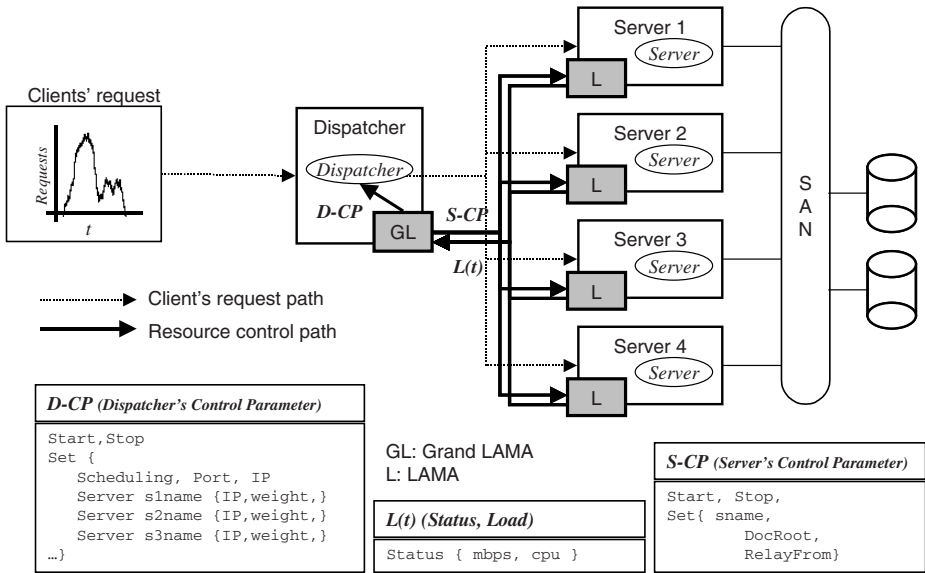 Clients' request
Requests
t
Dispatcher
Dispatcher
D-CP
GL
S-CP
L(t)
Server 1
Server
L
Server 2
Server
L
Server 3
Server
L
Server 4
Server
L
S
A
N
Client's request path
Resource control path
D-CP (Dispatcher's Control Parameter)
Start,Stop
Set {
Scheduling, Port, IP
Server s1name {IP,weight,}
Server s2name {IP,weight,}
Server s3name {IP,weight,}
…}
GL: Grand LAMA
L: LAMA
L(t) (Status, Load)
Status { mbps, cpu }
S-CP (Server's Control Parameter)
Start, Stop,
Set{ sname,
DocRoot,
RelayFrom}